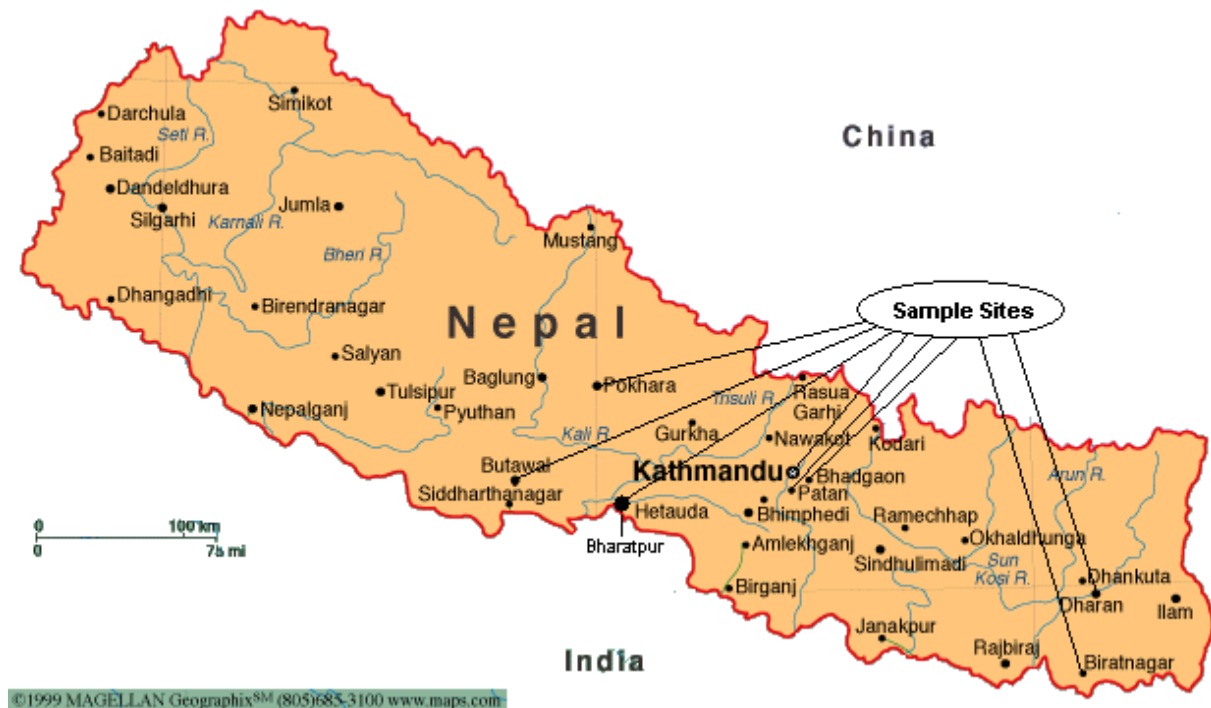 Simikot
China
Darchula
Seti R.
Baitadi
Dandeldhura
Silgarhi
Jumla
Karnali R.
Bheri R.
Mustang
Dhangadhi
Birendranagar
Nepal
Sample Sites
Salyan
Baglung
Pokhara
Tulsipur
Rasua
Garhi
Trisuli R.
Nepalganj
Pyuthan
Kali R.
Gurkha
Nawakot
Kodari
Butawal
Kathmandu
Bhadgaon
Arun R.
Siddharthanagar
Patan
Hetauda
Bhimphedi
Ramechhap
0 100 km
0 75 mi
Bharatpur
Amlekhganj
Okhaldhunga
Sindhulimadi
Sun
Kosi R.
Birganj
Dhankuta
Dharan
Ilam
Janakpur
Rajbiraj
Biratnagar
India
©1999 MAGELLAN Geographix℠ (805)685-3100 www.maps.com